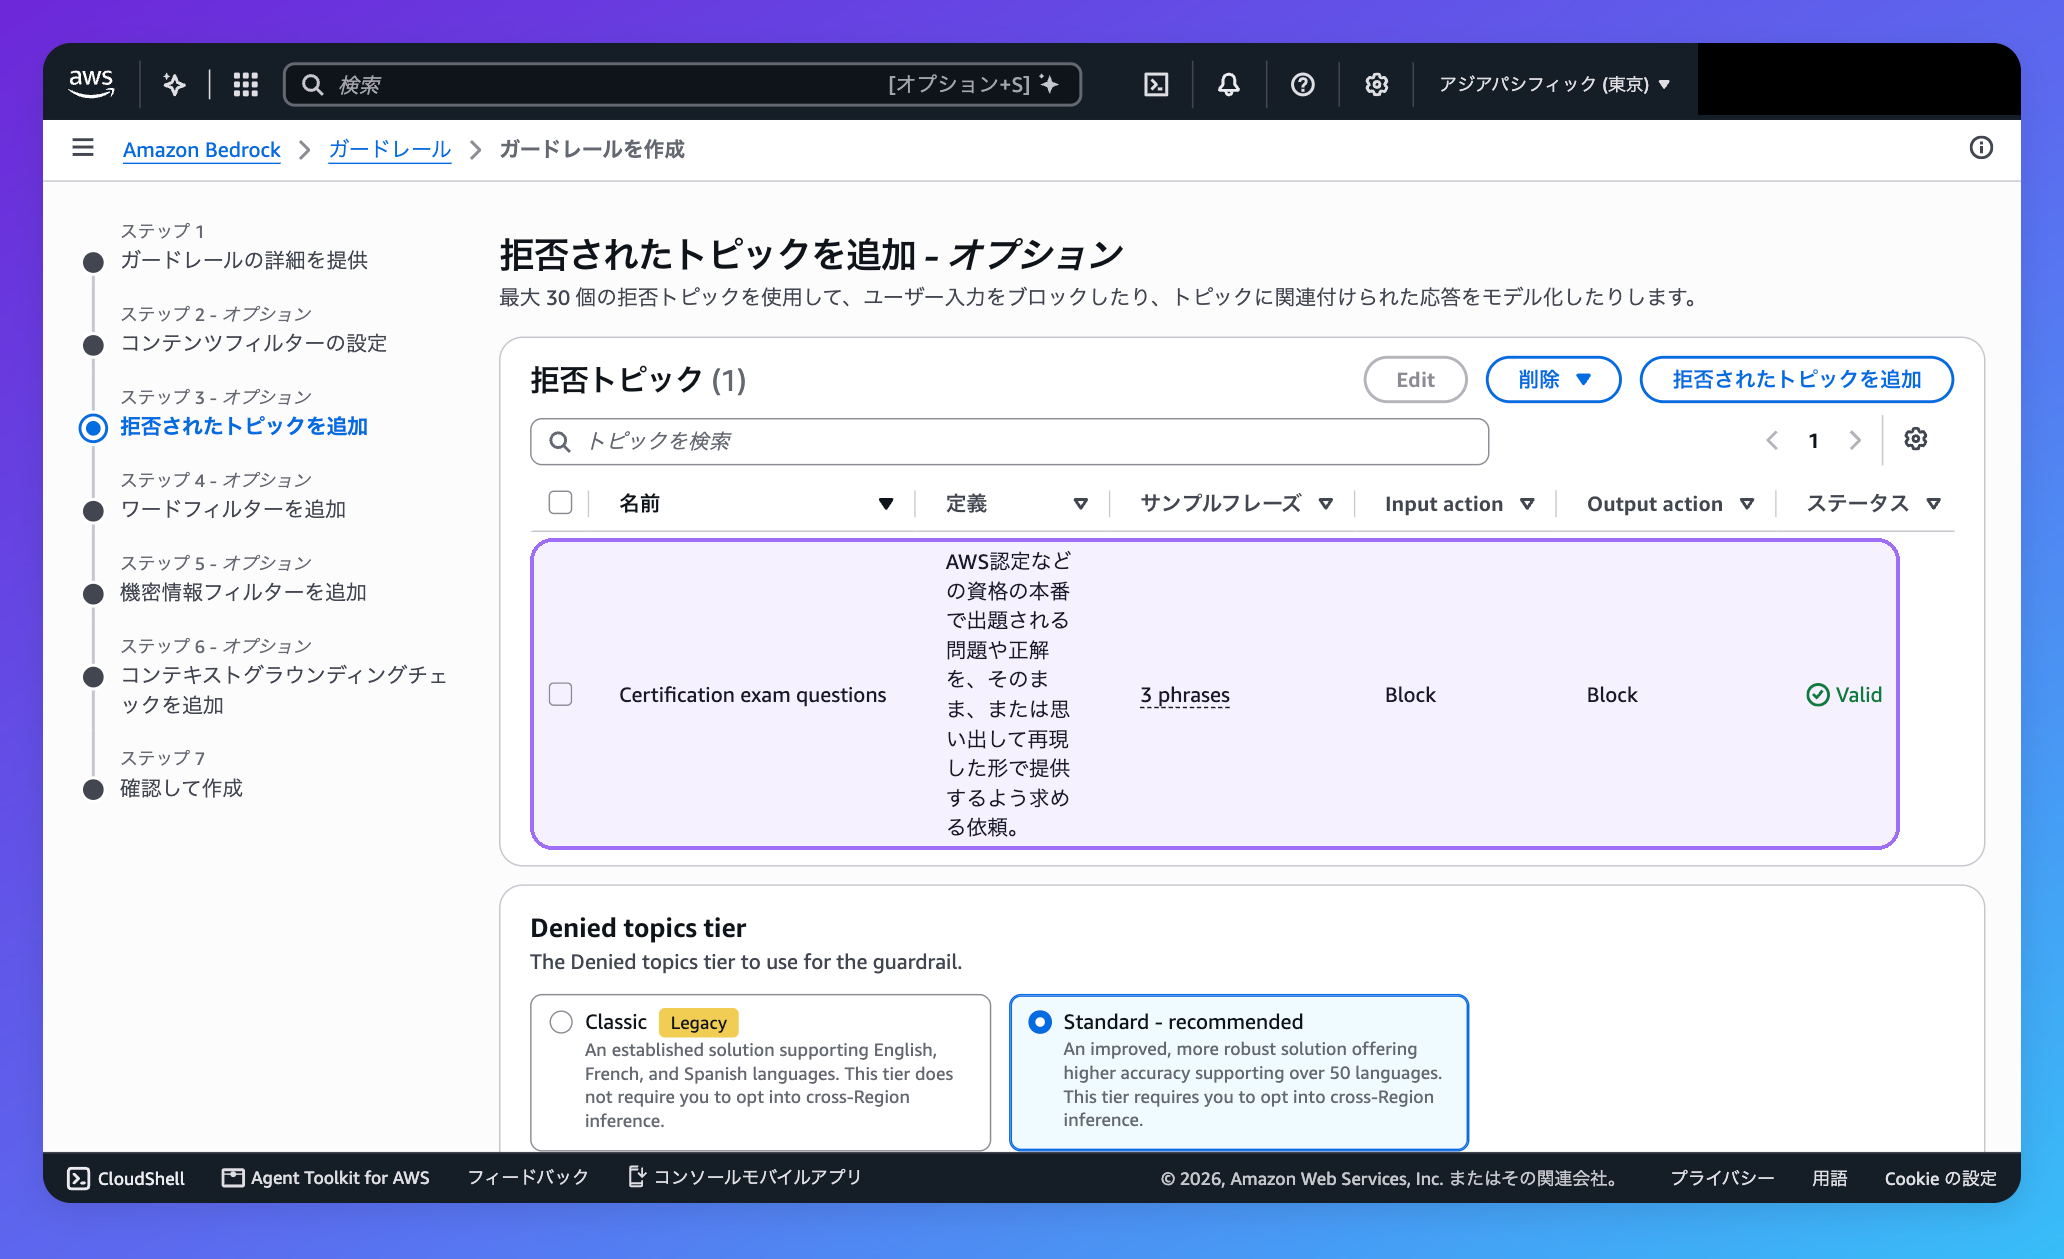 aws
検索 [オプション+S]
アジアパシフィック (東京)
Amazon Bedrock
ガードレール
ガードレールを作成
ステップ 1
ガードレールの詳細を提供
ステップ 2 - オプション
コンテンツフィルターの設定
ステップ 3 - オプション
拒否されたトピックを追加
ステップ 4 - オプション
ワードフィルターを追加
ステップ 5 - オプション
機密情報フィルターを追加
ステップ 6 - オプション
コンテキストグラウンディングチェ
ックを追加
ステップ 7
確認して作成
拒否されたトピックを追加 - オプション
最大 30 個の拒否トピックを使用して、ユーザー入力をブロックしたり、トピックに関連付けられた応答をモデル化したりします。
拒否トピック (1)
Edit
削除
拒否されたトピックを追加
トピックを検索
1
名前
定義
サンプルフレーズ
Input action
Output action
ステータス
Certification exam questions
AWS認定など
の資格の本番
で出題される
問題や正解
を、そのま
ま、または思
い出して再現
した形で提供
するよう求め
る依頼。
3 phrases
Block
Block
Valid
Denied topics tier
The Denied topics tier to use for the guardrail.
Classic Legacy
An established solution supporting English,
French, and Spanish languages. This tier does
not require you to opt into cross-Region
inference.
Standard - recommended
An improved, more robust solution offering
higher accuracy supporting over 50 languages.
This tier requires you to opt into cross-Region
inference.
CloudShell
Agent Toolkit for AWS
フィードバック
コンソールモバイルアプリ
© 2026, Amazon Web Services, Inc. またはその関連会社。
プライバシー
用語
Cookie の設定